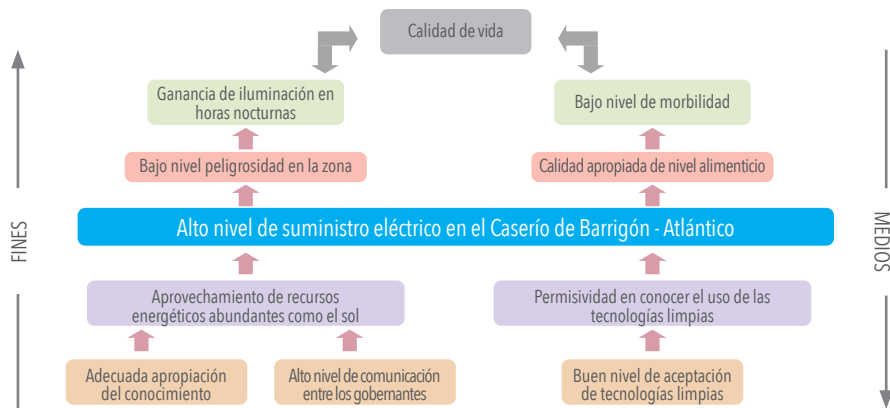 Calidad de vida
Ganancia de iluminación en
horas nocturnas
Bajo nivel de morbilidad
Bajo nivel peligrosidad en la zona
Calidad apropiada de nivel alimenticio
FINES
Alto nivel de suministro eléctrico en el Caserío de Barrigón - Atlántico
MEDIOS
Aprovechamiento de recursos
energéticos abundantes como el sol
Permisividad en conocer el uso de las
tecnologías limpias
Adecuada apropiación
del conocimiento
Alto nivel de comunicación
entre los gobernantes
Buen nivel de aceptación
de tecnologías limpias